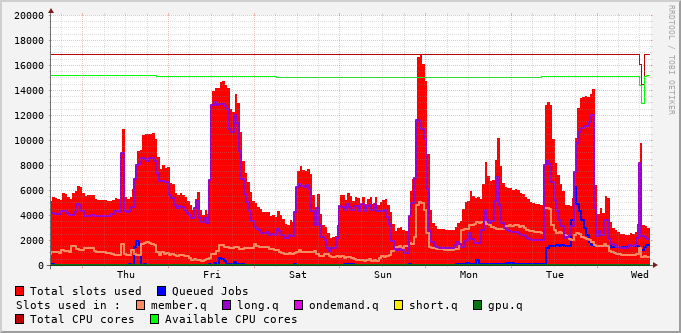 RRDTOOL / TOBI OETIKER
20000
18000
16000
14000
12000
10000
8000
6000
4000
2000
0
Thu Fri Sat Sun Mon Tue Wed
Total slots used Queued Jobs
Slots used in : member.q long.q ondemand.q short.q gpu.q
Total CPU cores Available CPU cores